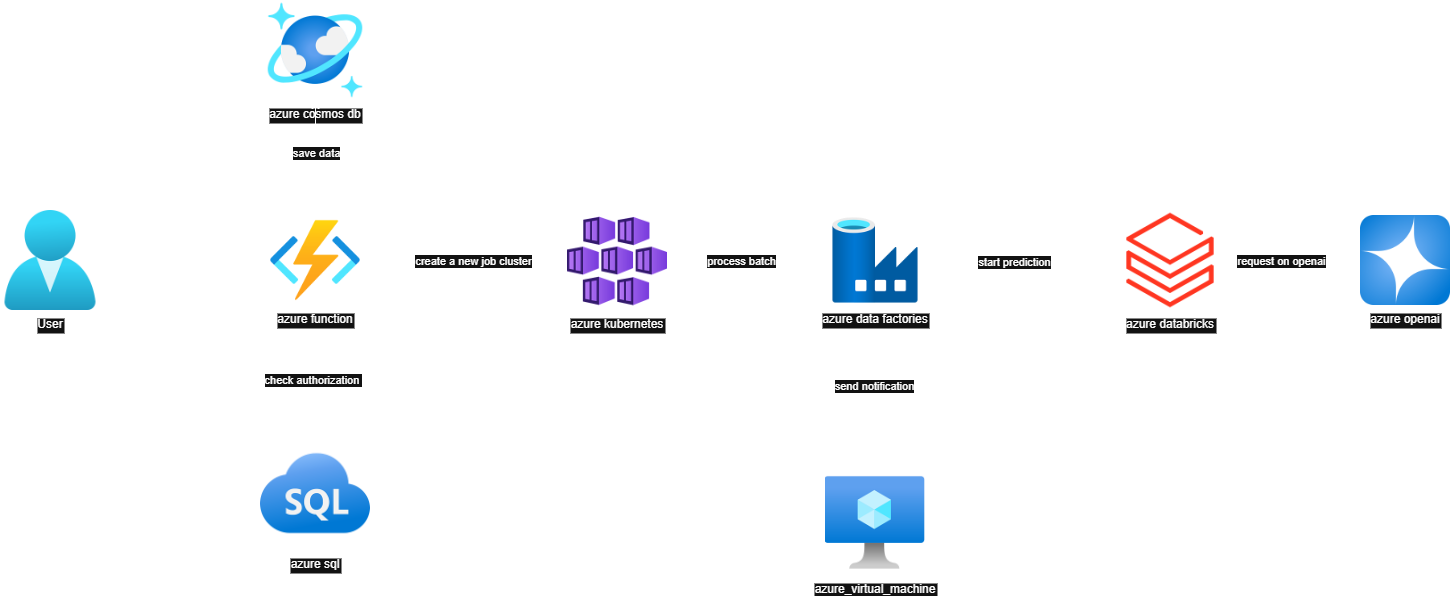 azure cosmos db
save data
create a new job cluster
process batch
start prediction
request on openai
User
azure function
azure kubernetes
azure data factories
azure databricks
azure openai
check authorization
send notification
SQL
azure sql
azure_virtual_machine